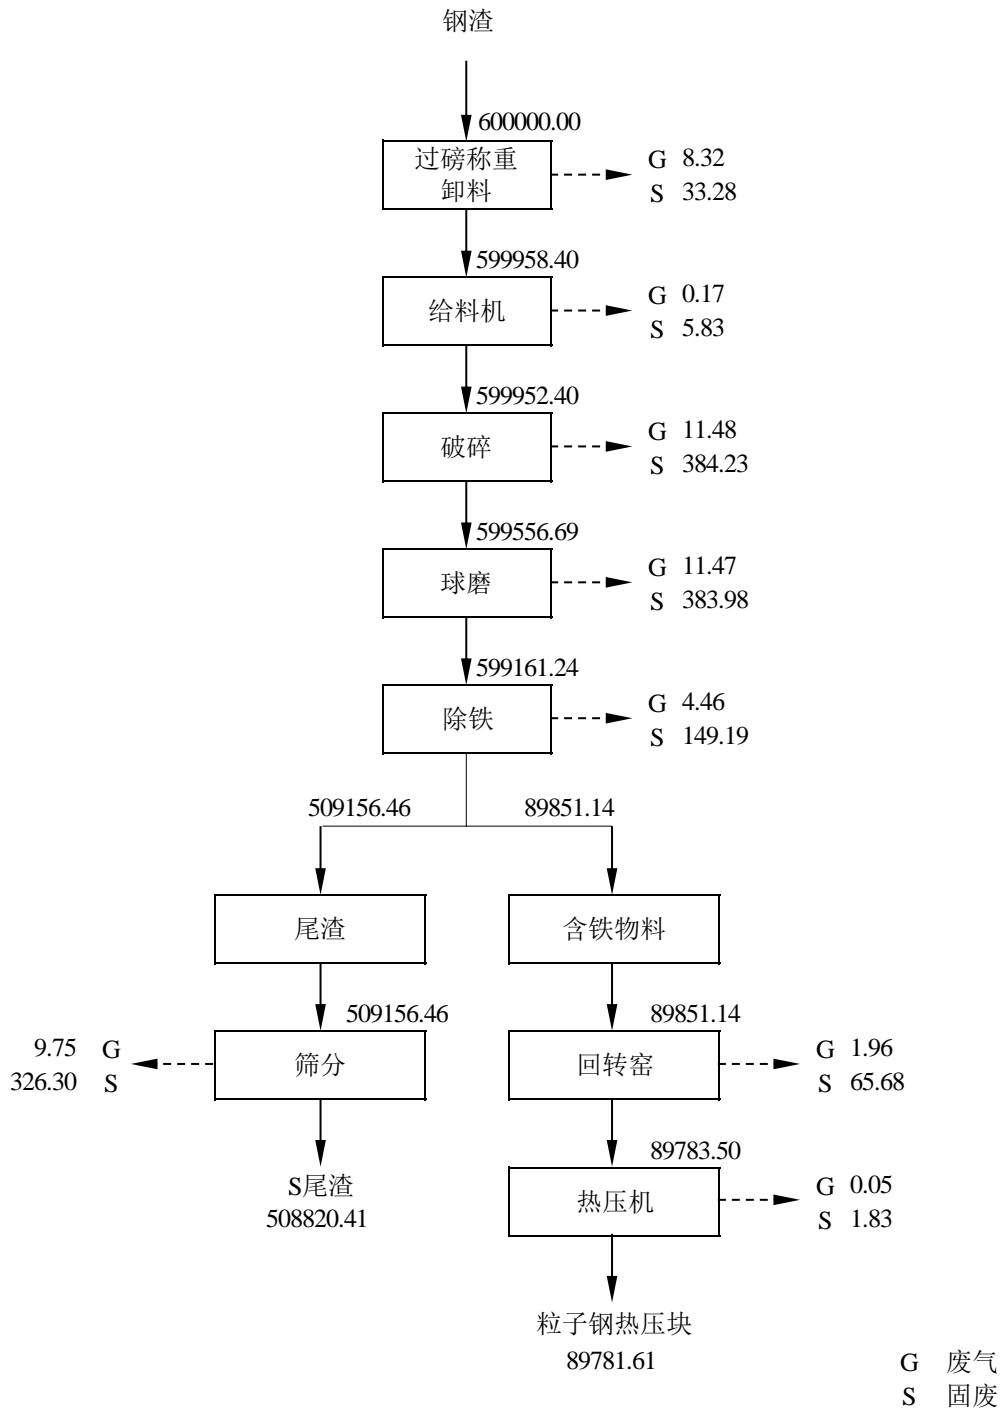 钢渣
600000.00
过磅称重
卸料
G 8.32
S 33.28
599958.40
给料机
G 0.17
S 5.83
599952.40
破碎
G 11.48
S 384.23
599556.69
球磨
G 11.47
S 383.98
599161.24
除铁
G 4.46
S 149.19
509156.46
89851.14
尾渣
含铁物料
509156.46
89851.14
9.75 G
326.30 S
筛分
回转窑
G 1.96
S 65.68
89783.50
S尾渣
508820.41
热压机
G 0.05
S 1.83
粒子钢热压块
89781.61
G 废气
S 固废